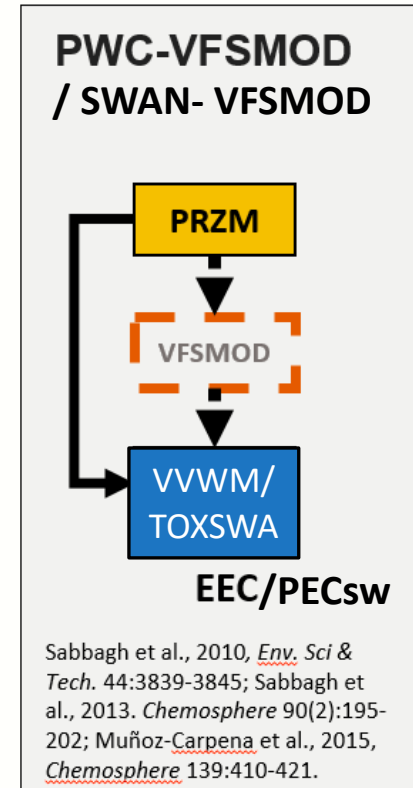 PWC-VFSMOD
/ SWAN- VFSMOD
PRZM
VFSMOD
VVWM/
TOXSWA
EEC/PECsw
Sabbagh et al., 2010, Env. Sci &
Tech. 44:3839-3845; Sabbagh et
al., 2013. Chemosphere 90(2):195-
202; Muñoz-Carpena et al., 2015,
Chemosphere 139:410-421.